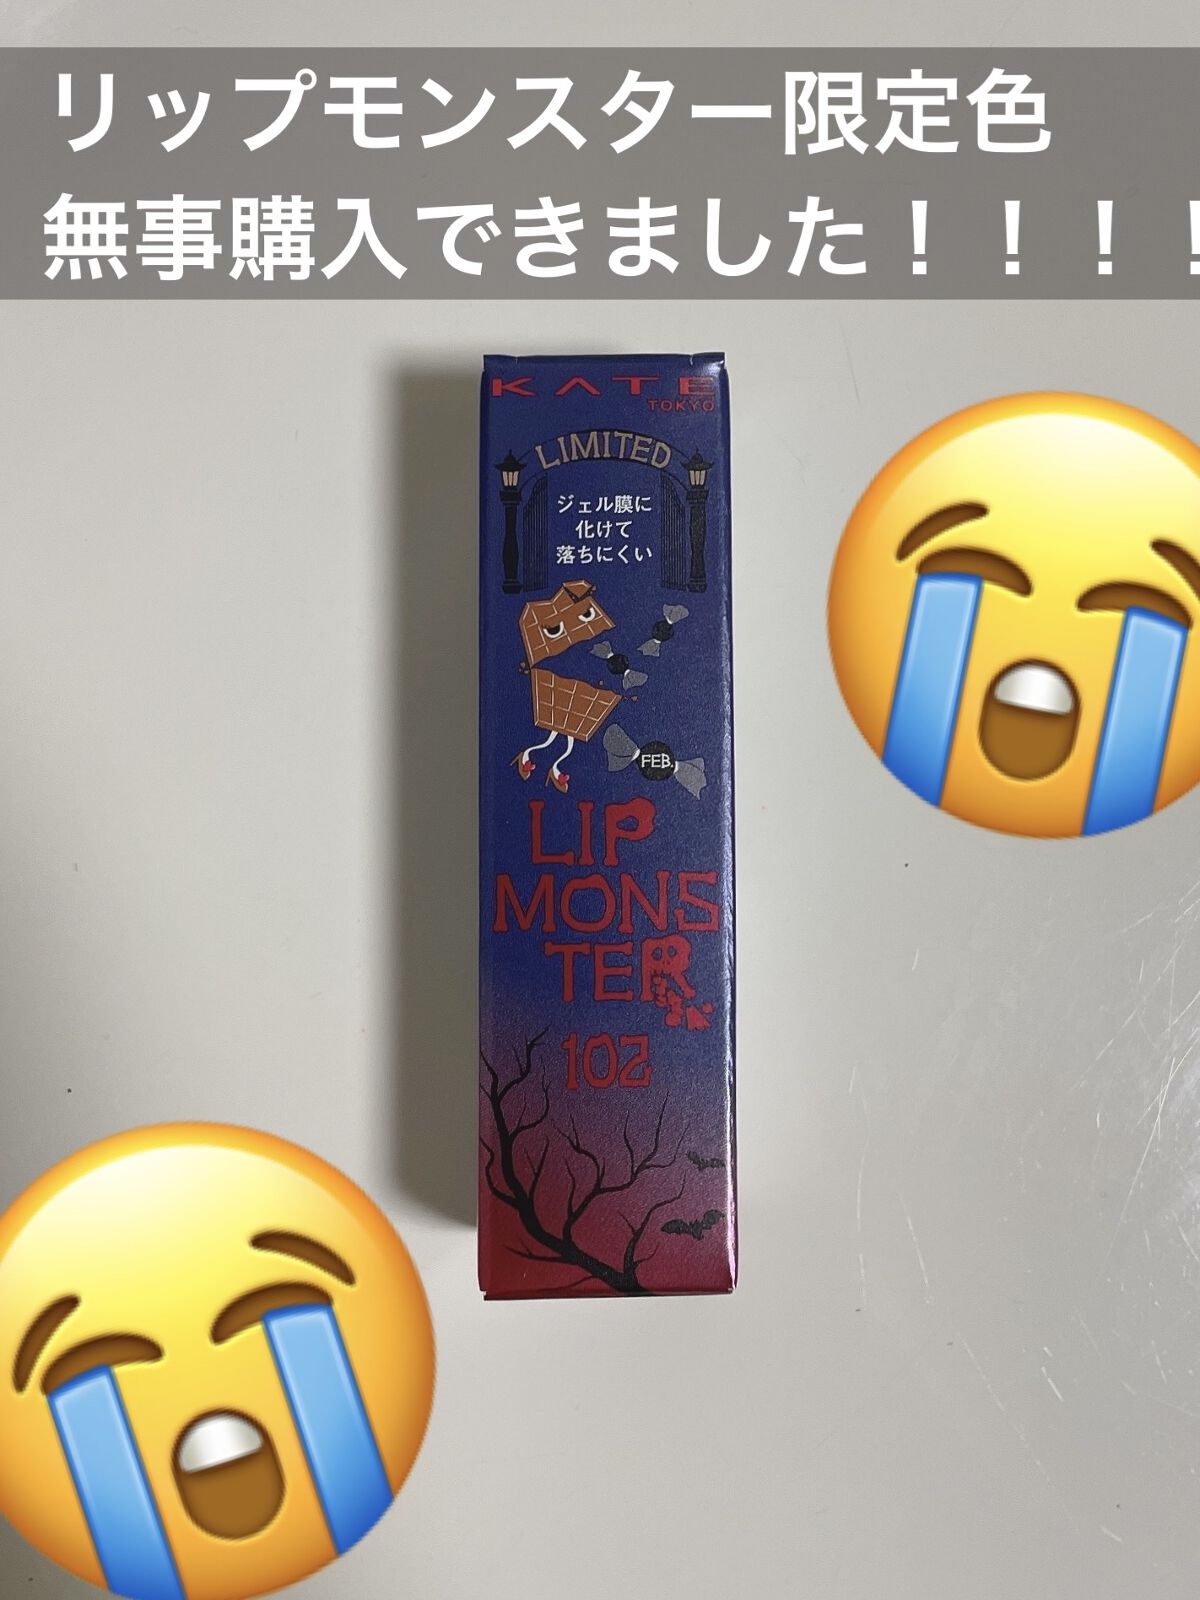 リップモンスター限定色
無事購入できました！！！！
KATE
TOKYO
LIMITED
ジェル膜に
化けて
落ちにくい
FEB.
LIP
MONS
TER
102